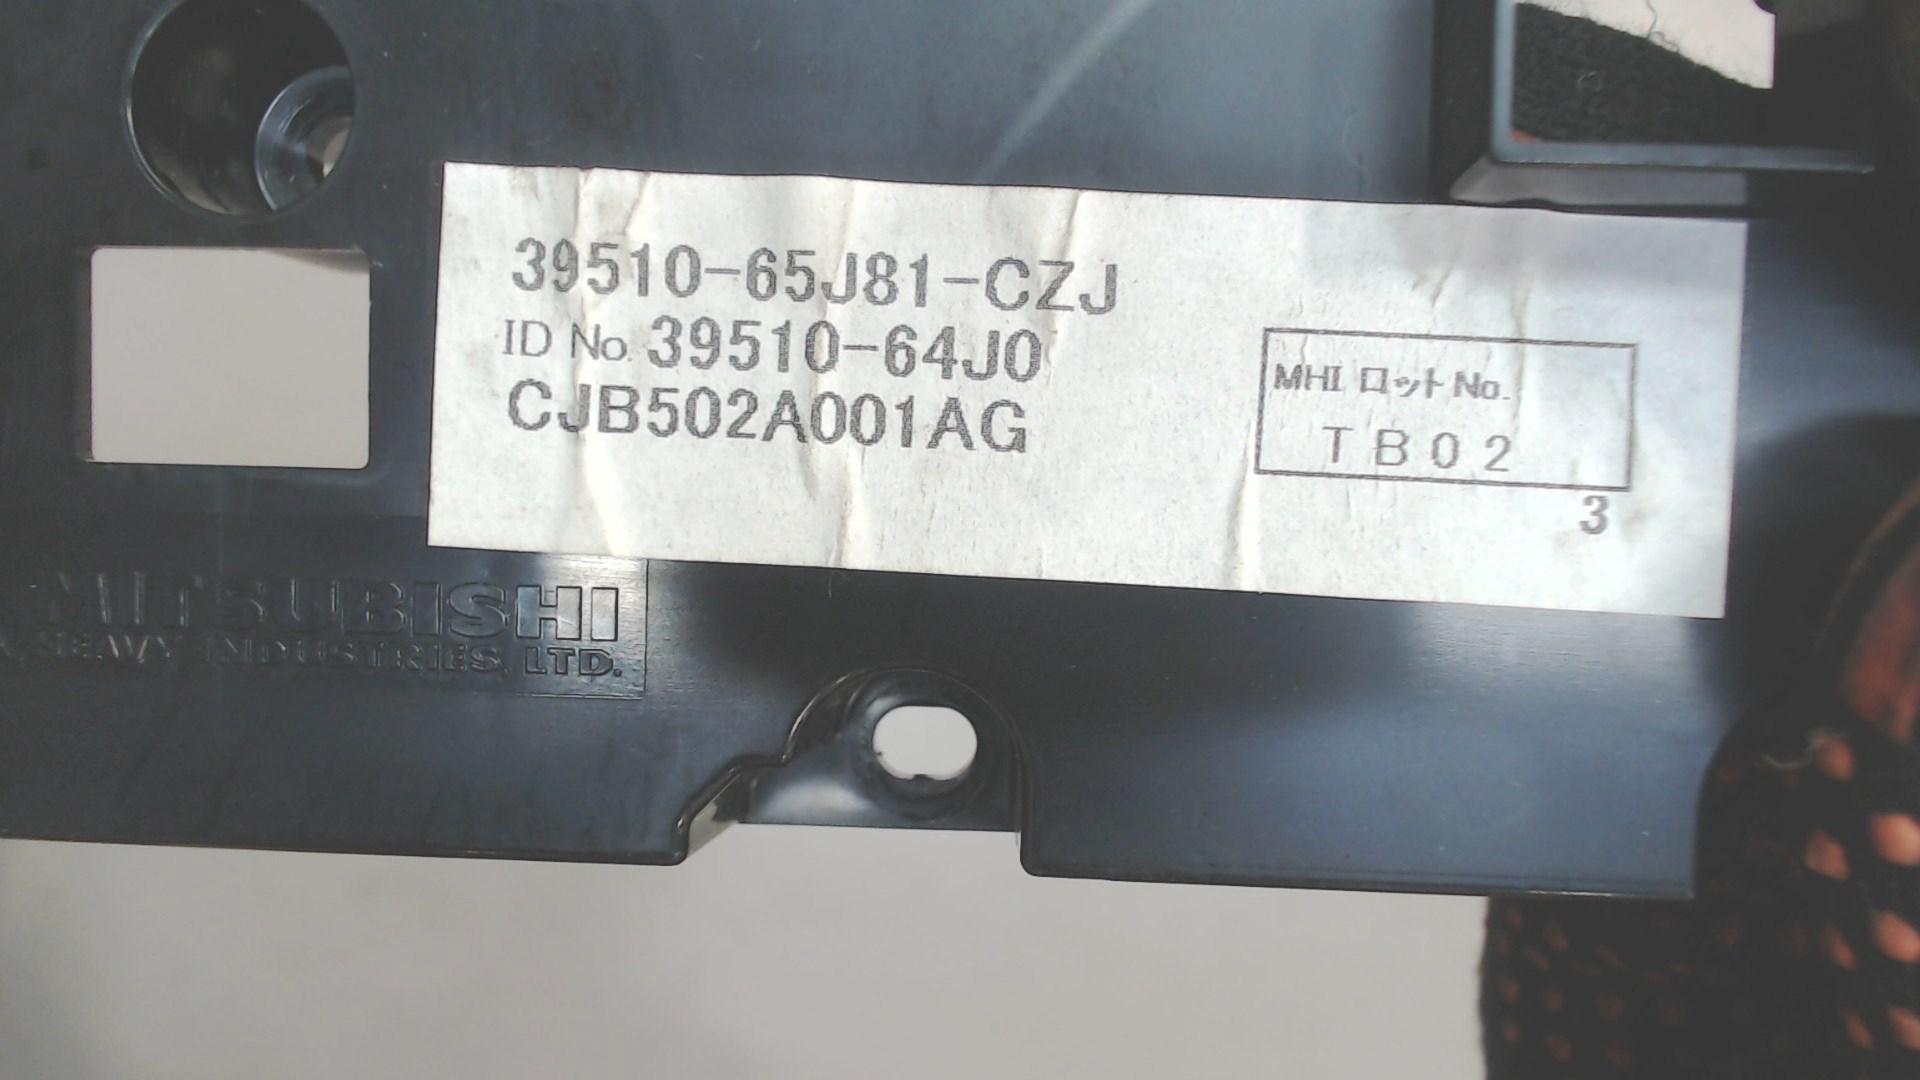 39510-65J81-CZJ
ID No. 39510-64J0
CJB502A001AG
MHI ロット No.
TB02
3
MITSUBISHI
HEAVY INDUSTRIES, LTD.